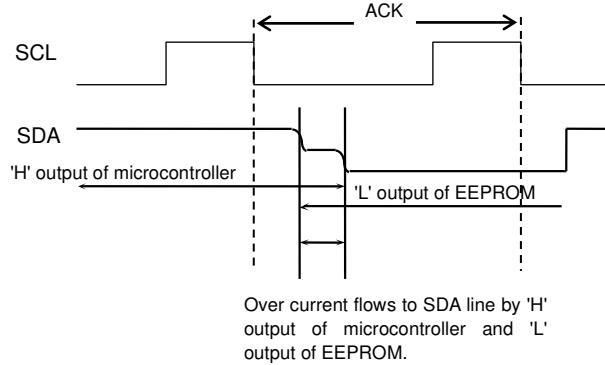 ACK
SCL
SDA
'H' output of microcontroller
'L' output of EEPROM
Over current flows to SDA line by 'H'
output of microcontroller and 'L'
output of EEPROM.